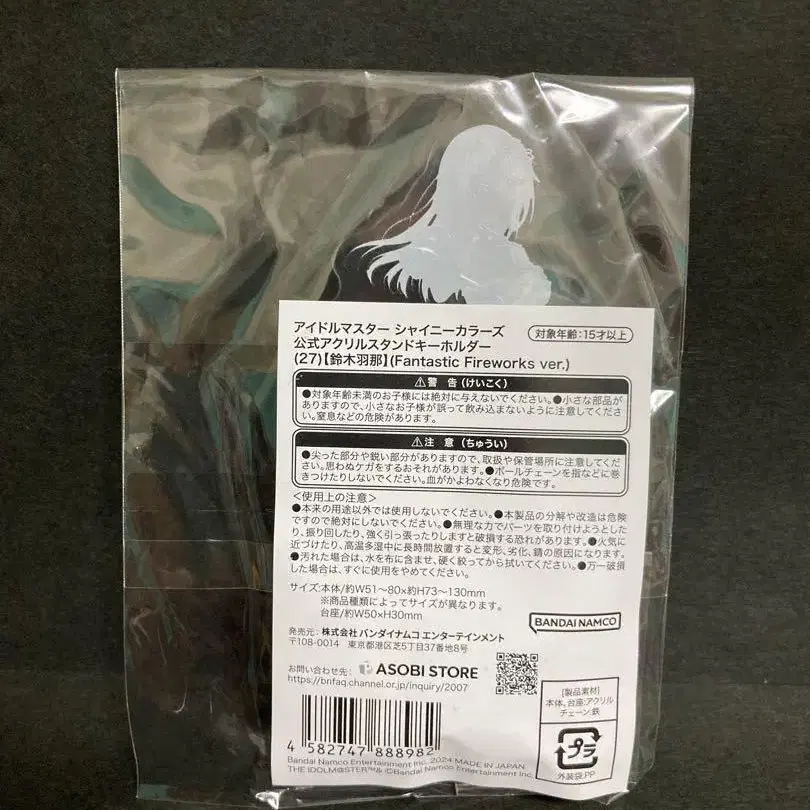 アイドルマスター シャイニーカラーズ
公式アクリルスタンドキーホルダー
(27)【鈴木羽那】(Fantastic Fireworks ver.)
対象年齢:15才以上
⚠警 告(けいこく)
●対象年齢未満のお子様には絶対に与えないでください。●小さな部品が
ありますので、小さなお子様が誤って飲み込まないように注意してくださ
い。窒息などの危険があります。
⚠注 意(ちゅうい)
●尖った部分や鋭い部分がありますので、取扱や保管場所に注意してくだ
さい。思わぬケガをするおそれがあります。●ボールチェーンを指などに巻
きつけたりしないでください。血がかよわなくなり危険です。
<使用上の注意>
●本来の用途以外では使用しないでください。●本製品の分解や改造は危険
ですので絶対にしないでください。●無理な力でパーツを取り付けようとした
り、振り回したり、強く引っ張ったりしますと破損する恐れがあります。●火気に
近づけたり、高温多湿中に長時間放置すると変形、劣化、錆の原因になります。
●汚れた場合は、水を布に含ませ、硬く絞ってから拭いてください。●万一破損
した場合は、すぐに使用をやめてください。
サイズ:本体/約W51~80×約H73~130mm
※商品種類によってサイズが異なります。
台座/約W50×H30mm
BANDAI NAMCO
発売元: 株式会社 バンダイナムコ エンターテインメント
〒108-0014 東京都港区芝5丁目37番地8号
お問い合わせ先: ASOBI STORE
https://bnfaq.channel.or.jp/inquiry/2007
[製品素材]
本体、台座:アクリル
チェーン:鉄
プラ
外装袋:PP
4 582747 888982
Bandai Namco Entertainment Inc. 2024 MADE IN JAPAN
THE IDOLM@STER™& ©Bandai Namco Entertainment Inc.